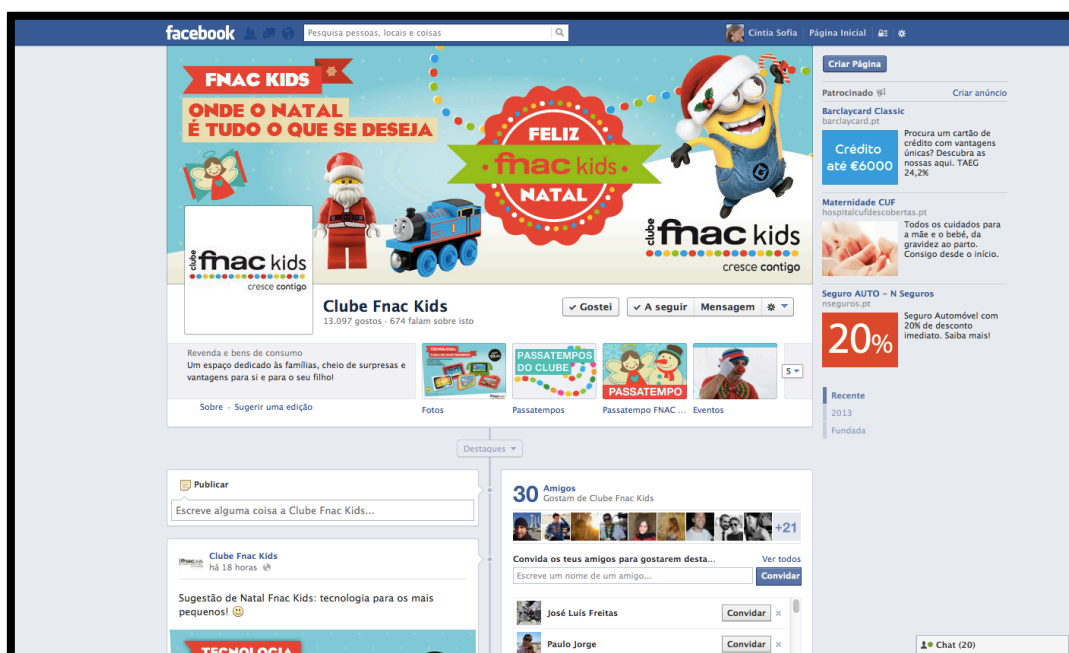 facebook
Pesquisa pessoas, locais e coisas
Cintia Sofia
Página Inicial
FNAC KIDS
ONDE O NATAL
É TUDO O QUE SE DESEJA
FELIZ
fnac kids
NATAL
clube fnac kids
cresce contigo
clube fnac kids
cresce contigo
Clube Fnac Kids
13.097 gostos · 674 falam sobre isto
✓ Gostei
✓ A seguir
Mensagem
Revenda e bens de consumo
Um espaço dedicado às famílias, cheio de surpresas e
vantagens para si e para o seu filho!
Sobre - Sugerir uma edição
TECNOLOGIA
Fotos
PASSATEMPOS
DO CLUBE
Passatempos
PASSATEMPO
Passatempo FNAC ...
Eventos
5
Destaques
Publicar
Escreve alguma coisa a Clube Fnac Kids...
Clube Fnac Kids
há 18 horas
Sugestão de Natal Fnac Kids: tecnologia para os mais
pequenos!
TECNOLOGIA
30 Amigos
Gostam de Clube Fnac Kids
+21
Convida os teus amigos para gostarem desta...
Ver todos
Escreve um nome de um amigo...
Convidar
José Luís Freitas
Convidar
Paulo Jorge
Convidar
Criar Página
Patrocinado
Criar anúncio
Barclaycard Classic
barclaycard.pt
Crédito
até €6000
Procura um cartão de
crédito com vantagens
únicas? Descubra as
nossas aqui. TAEG
24,2%
Maternidade CUF
hospitalcufdescobertas.pt
Todos os cuidados para
a mãe e o bebé, da
gravidez ao parto.
Consigo desde o início.
Seguro AUTO - N Seguros
nseguros.pt
20%
Seguro Automóvel com
20% de desconto
imediato. Saiba mais!
Recente
2013
Fundada
Chat (20)